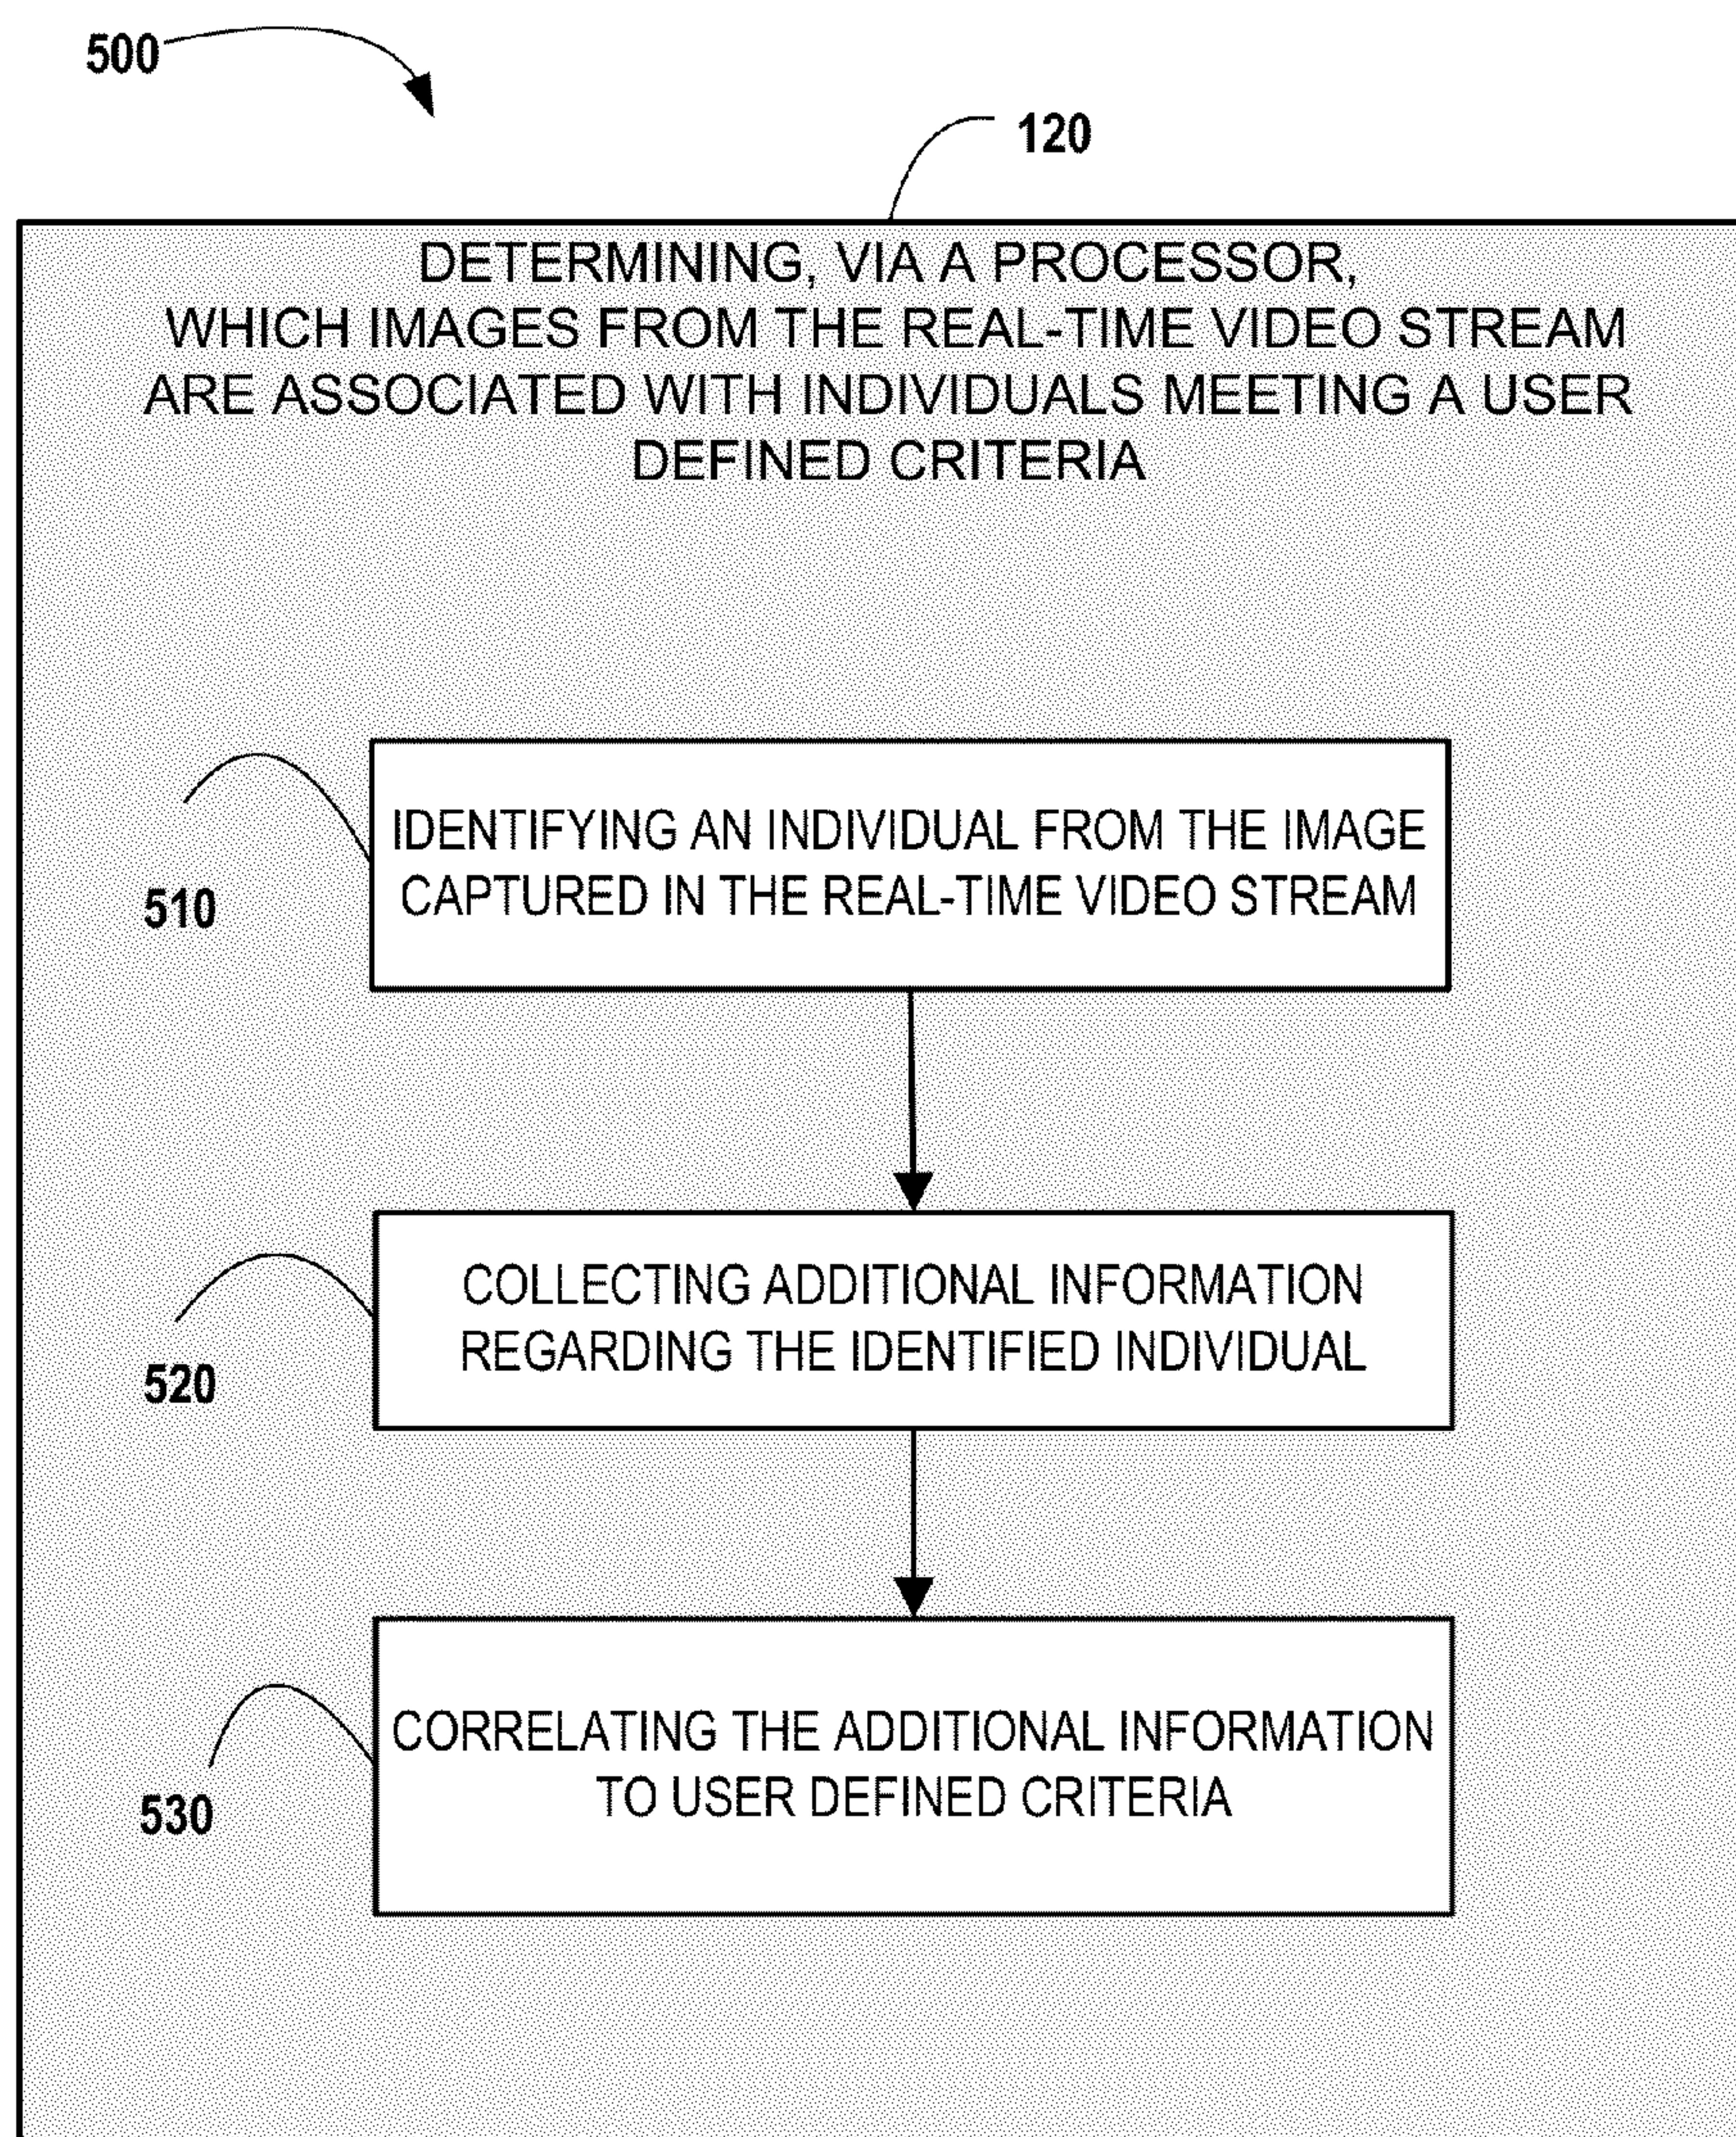 500
120
DETERMINING, VIA A PROCESSOR,
WHICH IMAGES FROM THE REAL-TIME VIDEO STREAM
ARE ASSOCIATED WITH INDIVIDUALS MEETING A USER
DEFINED CRITERIA
IDENTIFYING AN INDIVIDUAL FROM THE IMAGE
CAPTURED IN THE REAL-TIME VIDEO STREAM
510
COLLECTING ADDITIONAL INFORMATION
REGARDING THE IDENTIFIED INDIVIDUAL
520
CORRELATING THE ADDITIONAL INFORMATION
TO USER DEFINED CRITERIA
530